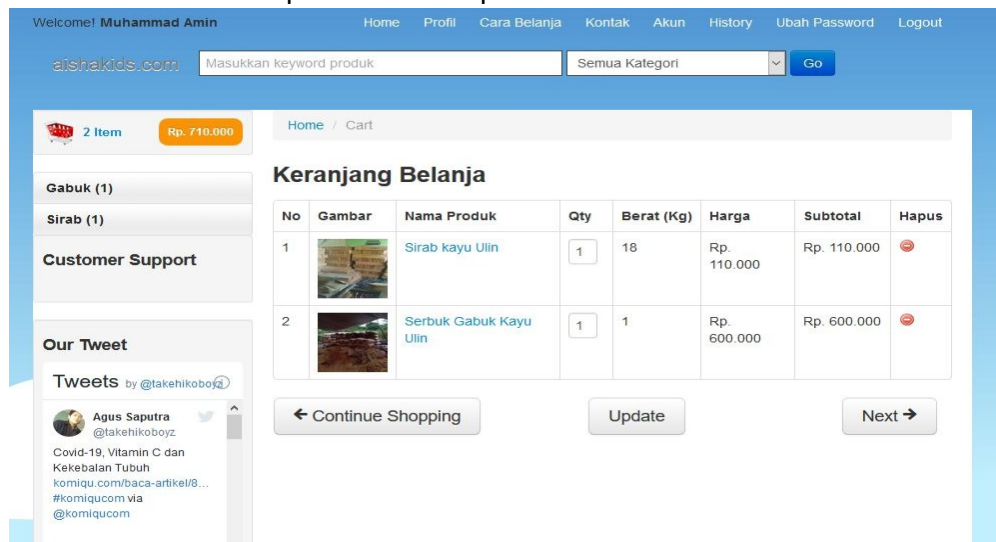 Welcome! Muhammad Amin
Home Profil Cara Belanja Kontak Akun History Ubah Password Logout
aishakids.com
Masukkan keyword produk
Semua Kategori
Go
2 Item
Rp. 710.000
Gabuk (1)
Sirab (1)
Customer Support
Our Tweet
Tweets by @takehikoboyz
Agus Saputra
@takehikoboyz
Covid-19, Vitamin C dan
Kekebalan Tubuh
komiqu.com/baca-artikel/8...
#komiqucom via
@komiqucom
Home / Cart
Keranjang Belanja
No Gambar Nama Produk Qty Berat (Kg) Harga Subtotal Hapus
1 Sirab kayu Ulin 1 18 Rp. 110.000 Rp. 110.000
2 Serbuk Gabuk Kayu Ulin 1 1 Rp. 600.000 Rp. 600.000
Continue Shopping
Update
Next